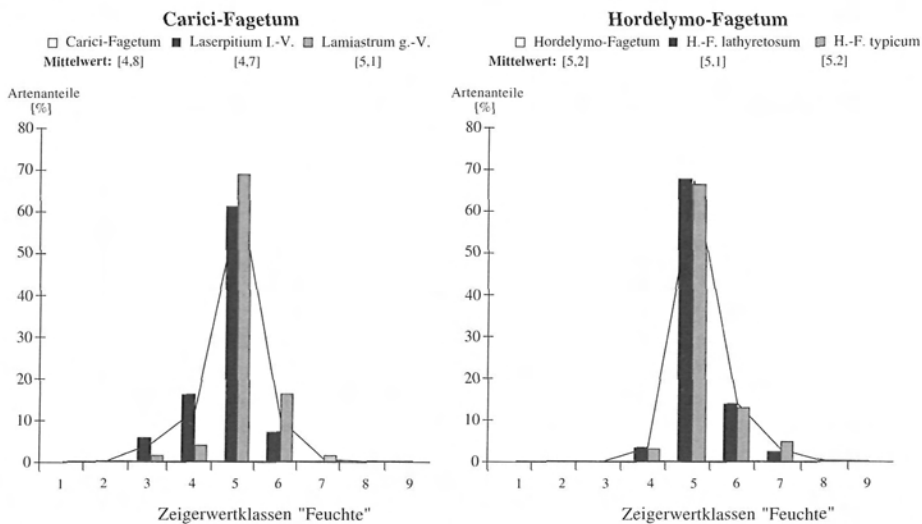 Carici-Fagetum
Carici-Fagetum Laserpitium l.-V. Lamiastrum g.-V.
Mittelwert: [4,8] [4,7] [5,1]
Artenanteile
[%]
80
70
60
50
40
30
20
10
0
1 2 3 4 5 6 7 8 9
Zeigerwertklassen "Feuchte"
Hordelymo-Fagetum
Hordelymo-Fagetum H.-F. lathyretosum H.-F. typicum
Mittelwert: [5,2] [5,1] [5,2]
Artenanteile
[%]
80
70
60
50
40
30
20
10
0
1 2 3 4 5 6 7 8 9
Zeigerwertklassen "Feuchte"